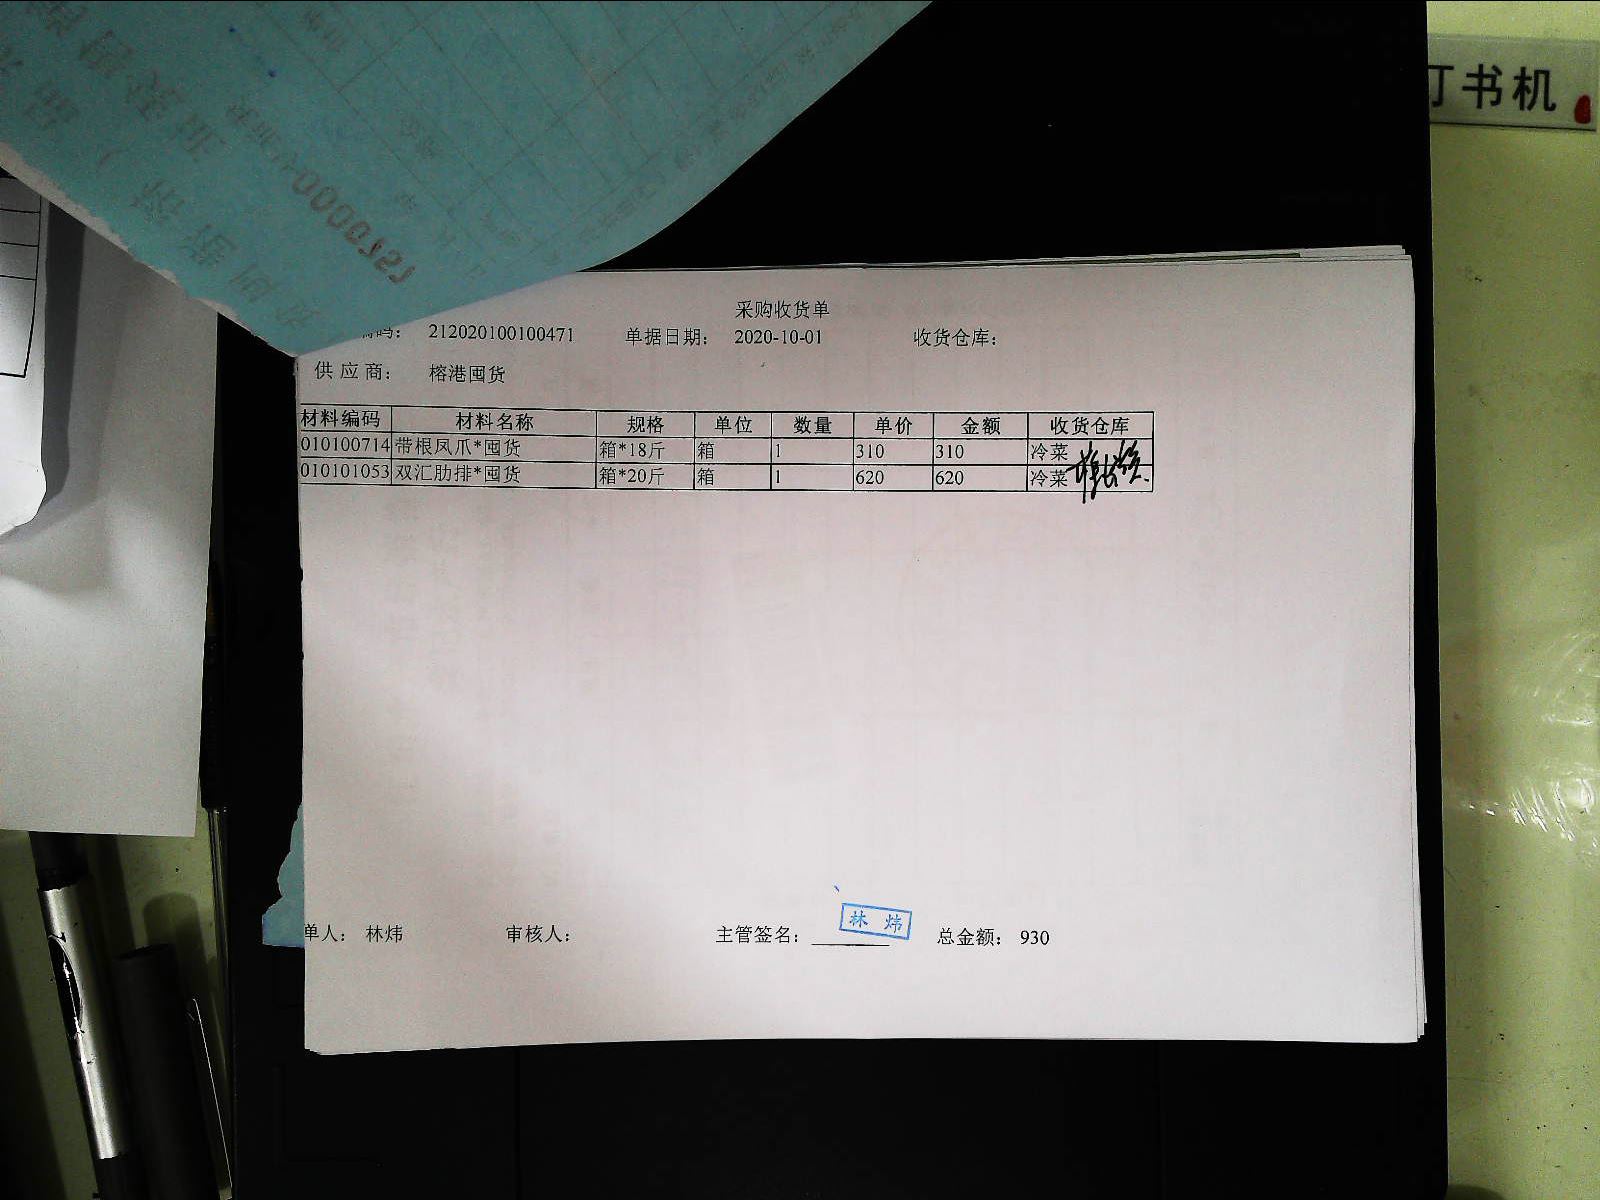 订书机
采购收货单
编码： 212020100100471 单据日期： 2020-10-01 收货仓库：
供 应 商： 榕港囤货
材料编码 材料名称 规格 单位 数量 单价 金额 收货仓库
010100714 带根凤爪*囤货 箱*18斤 箱 1 310 310 冷菜
010101053 双汇肋排*囤货 箱*20斤 箱 1 620 620 冷菜
林 炜
单人： 林炜 审核人： 主管签名： 总金额： 930